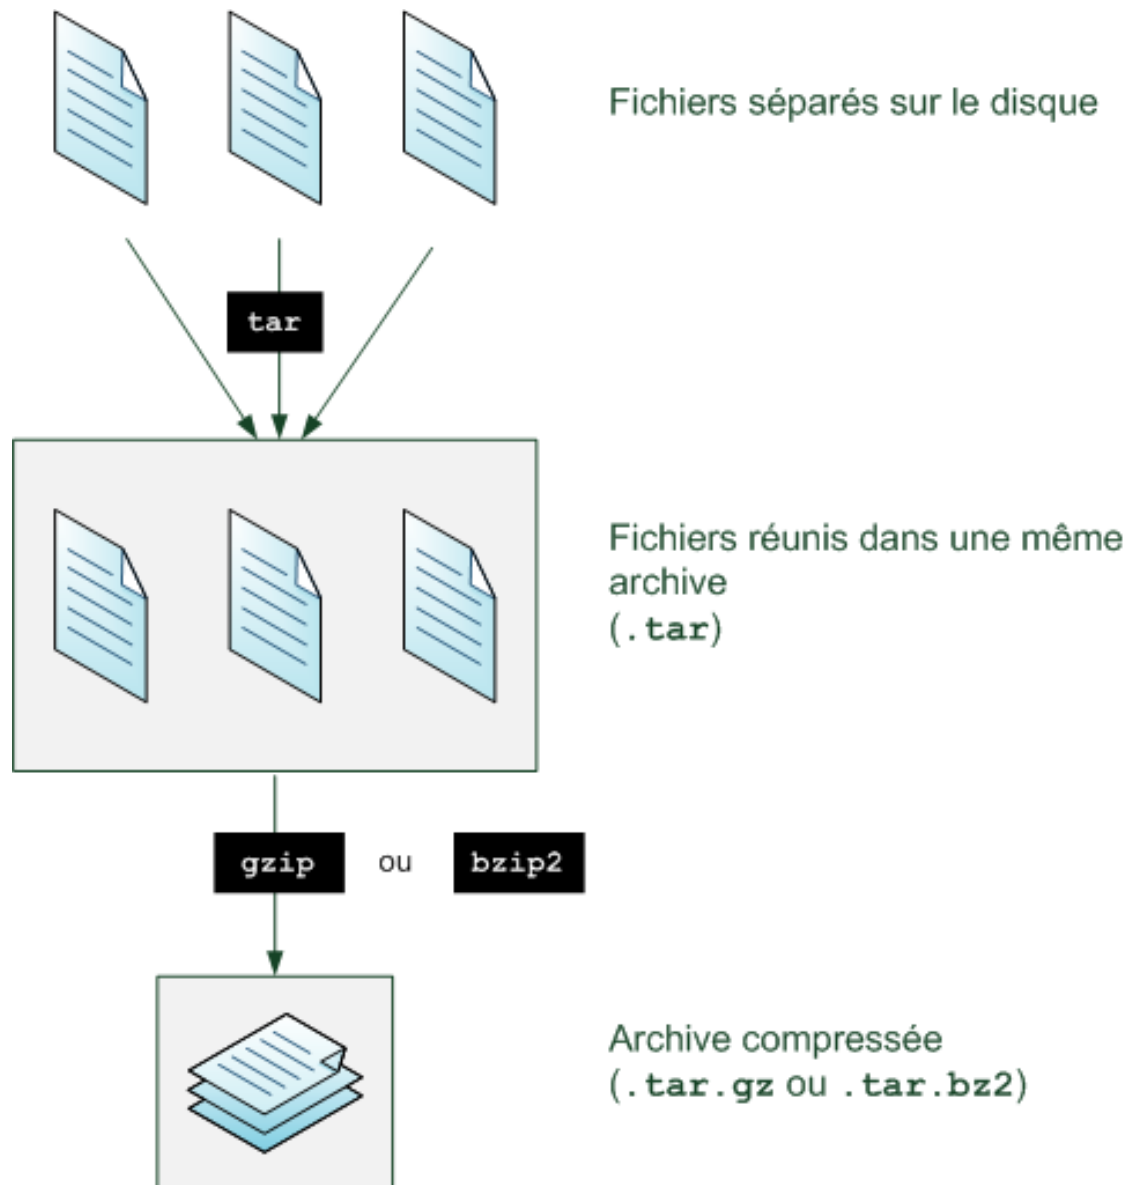 Fichiers séparés sur le disque
tar
Fichiers réunis dans une même
archive
(.tar)
gzip ou bzip2
Archive compressée
(.tar.gz ou .tar.bz2)